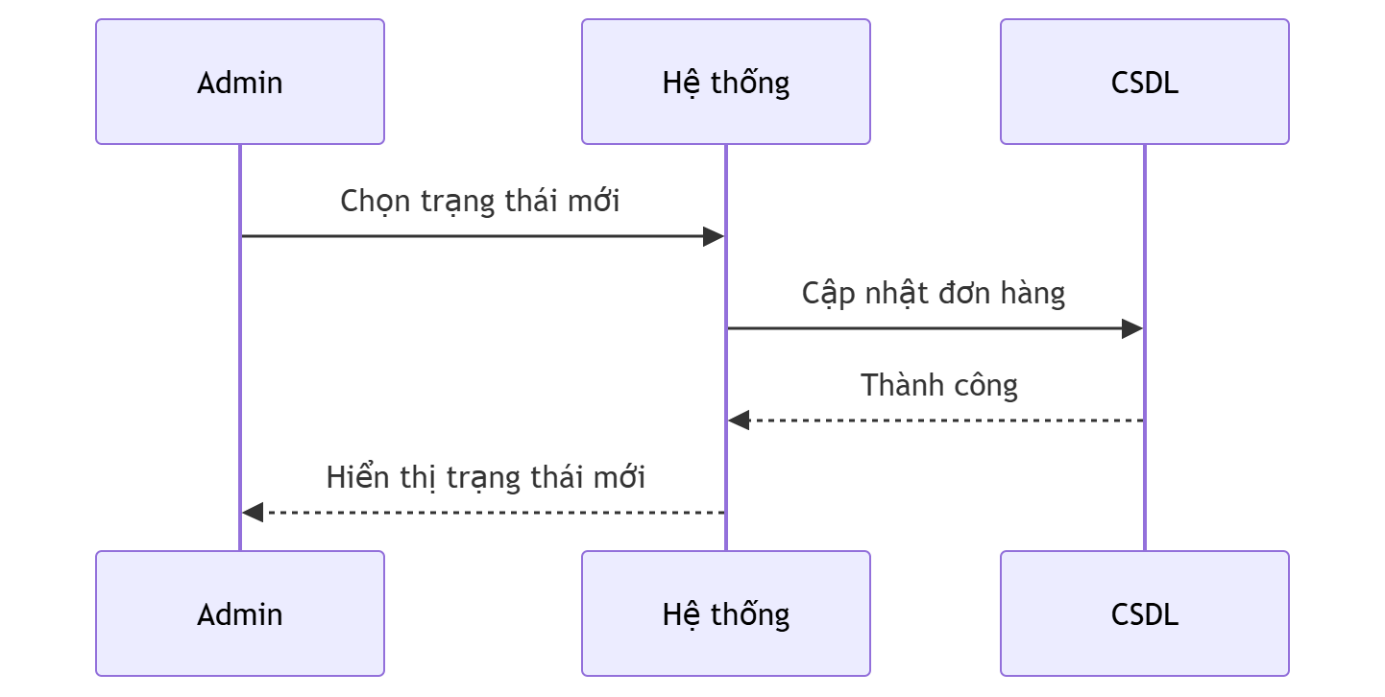 Admin
Hệ thống
CSDL
Chọn trạng thái mới
Cập nhật đơn hàng
Thành công
Hiển thị trạng thái mới
Admin
Hệ thống
CSDL